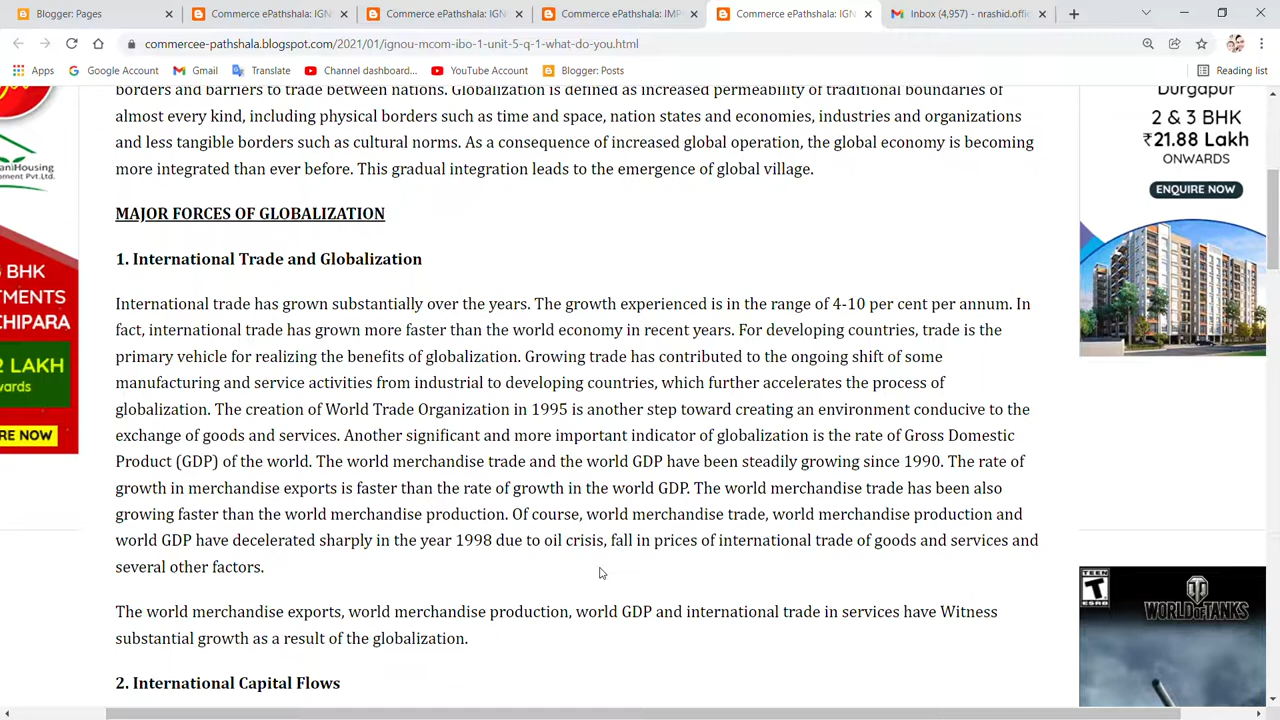 Blogger: Pages
Commerce ePathshala: IGN
Commerce ePathshala: IGN
Commerce ePathshala: IMP
Commerce ePathshala: IGN
Inbox (4,957) - nrashid.offi
commercee-pathshala.blogspot.com/2021/01/ignou-mcom-ibo-1-unit-5-q-1-what-do-you.html
Apps
Google Account
Gmail
Translate
Channel dashboard...
YouTube Account
Blogger: Posts
Reading list
borders and barriers to trade between nations. Globalization is defined as increased permeability of traditional boundaries of
almost every kind, including physical borders such as time and space, nation states and economies, industries and organizations
and less tangible borders such as cultural norms. As a consequence of increased global operation, the global economy is becoming
more integrated than ever before. This gradual integration leads to the emergence of global village.
MAJOR FORCES OF GLOBALIZATION
1. International Trade and Globalization
International trade has grown substantially over the years. The growth experienced is in the range of 4-10 per cent per annum. In
fact, international trade has grown more faster than the world economy in recent years. For developing countries, trade is the
primary vehicle for realizing the benefits of globalization. Growing trade has contributed to the ongoing shift of some
manufacturing and service activities from industrial to developing countries, which further accelerates the process of
globalization. The creation of World Trade Organization in 1995 is another step toward creating an environment conducive to the
exchange of goods and services. Another significant and more important indicator of globalization is the rate of Gross Domestic
Product (GDP) of the world. The world merchandise trade and the world GDP have been steadily growing since 1990. The rate of
growth in merchandise exports is faster than the rate of growth in the world GDP. The world merchandise trade has been also
growing faster than the world merchandise production. Of course, world merchandise trade, world merchandise production and
world GDP have decelerated sharply in the year 1998 due to oil crisis, fall in prices of international trade of goods and services and
several other factors.
The world merchandise exports, world merchandise production, world GDP and international trade in services have Witness
substantial growth as a result of the globalization.
2. International Capital Flows
aniHousing
ment Pvt.Ltd.
BHK
TMENTS
CHIPARA
2 LAKH
wards
RE NOW
Durgapur
2 & 3 BHK
₹21.88 Lakh
ONWARDS
ENQUIRE NOW
TEEN
T
ESRB
WORLD OF TANKS